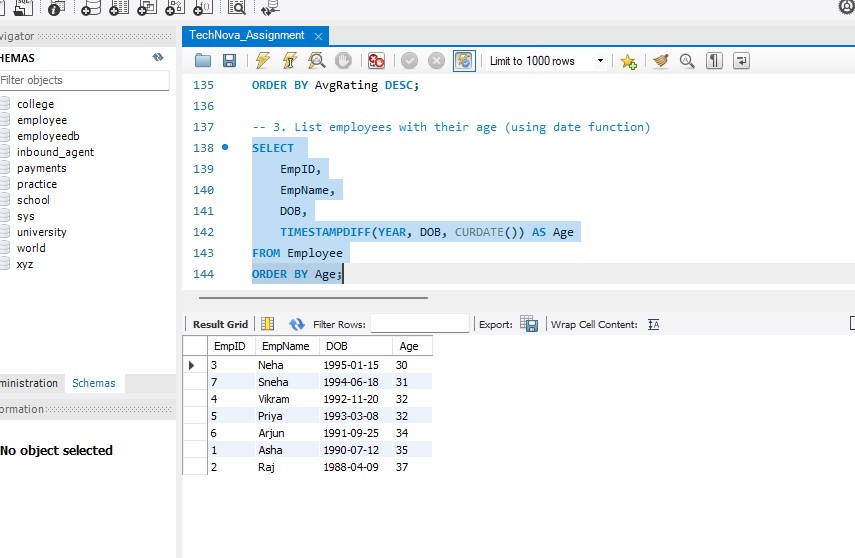 vigator
TechNova_Assignment
HEMAS
Filter objects
Limit to 1000 rows
college
employee
employeedb
inbound_agent
payments
practice
school
sys
university
world
xyz
135 ORDER BY AvgRating DESC;
136
137 -- 3. List employees with their age (using date function)
138 SELECT
139 EmpID,
140 EmpName,
141 DOB,
142 TIMESTAMPDIFF(YEAR, DOB, CURDATE()) AS Age
143 FROM Employee
144 ORDER BY Age;
Result Grid Filter Rows: Export: Wrap Cell Content:
EmpID EmpName DOB Age
3 Neha 1995-01-15 30
7 Sneha 1994-06-18 31
4 Vikram 1992-11-20 32
5 Priya 1993-03-08 32
6 Arjun 1991-09-25 34
1 Asha 1990-07-12 35
2 Raj 1988-04-09 37
ministration Schemas
ormation
No object selected